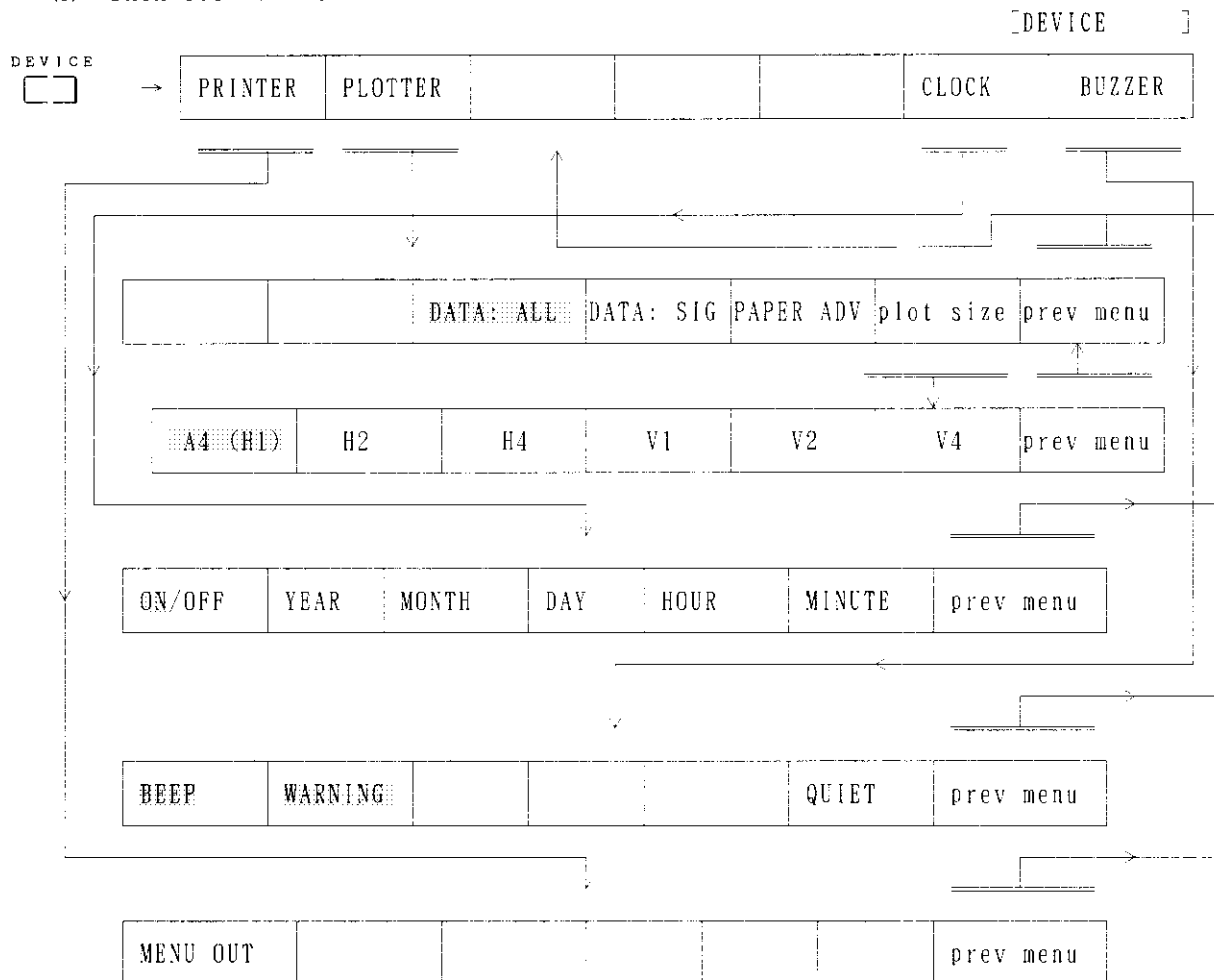 [DEVICE ]
DEVICE
→ PRINTER PLOTTER CLOCK BUZZER
DATA: ALL DATA: SIG PAPER ADV plot size prev menu
A4 (H1) H2 H4 V1 V2 V4 prev menu
ON/OFF YEAR MONTH DAY HOUR MINUTE prev menu
BEEP WARNING QUIET prev menu
MENU OUT prev menu